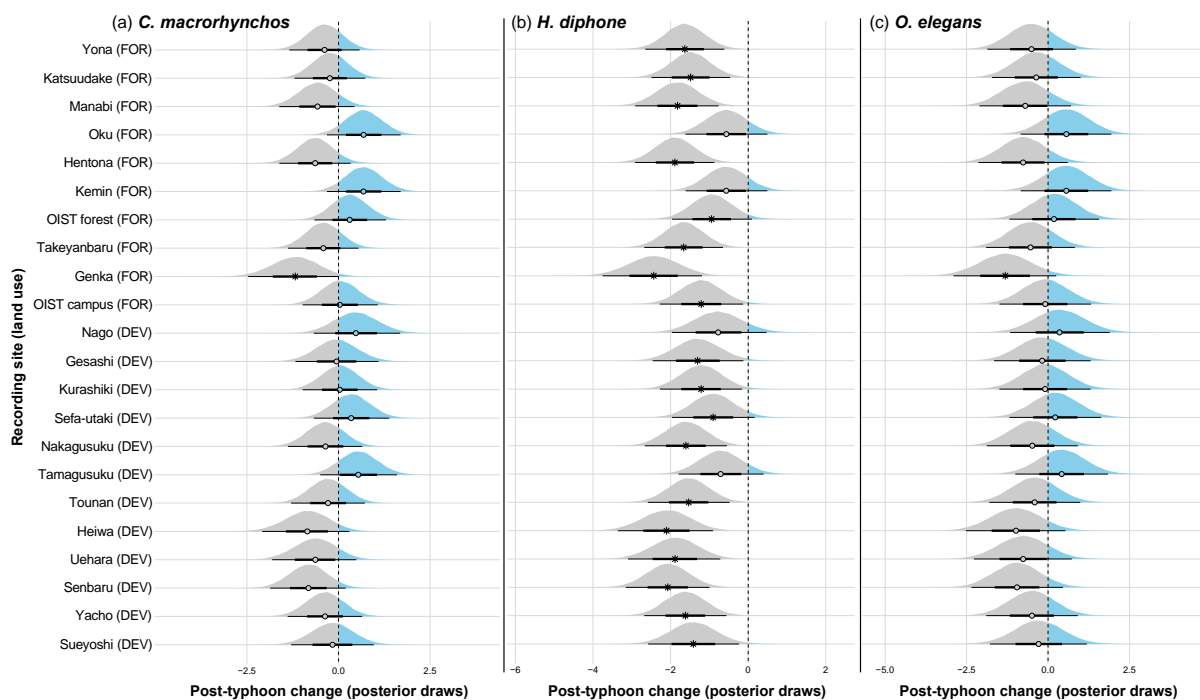 (a) C. macrorhynchos
(b) H. diphone
(c) O. elegans
Recording site (land use)
Yona (FOR)
Katsuudake (FOR)
Manabi (FOR)
Oku (FOR)
Hentona (FOR)
Kemin (FOR)
OIST forest (FOR)
Takeyanbaru (FOR)
Genka (FOR)
OIST campus (FOR)
Nago (DEV)
Gesashi (DEV)
Kurashiki (DEV)
Sefa-utaki (DEV)
Nakagusuku (DEV)
Tamagusuku (DEV)
Tounan (DEV)
Heiwa (DEV)
Uehara (DEV)
Senbaru (DEV)
Yacho (DEV)
Sueyoshi (DEV)
−2.5 0.0 2.5
−6 −4 −2 0 2
−5.0 −2.5 0.0 2.5
Post-typhoon change (posterior draws)
Post-typhoon change (posterior draws)
Post-typhoon change (posterior draws)